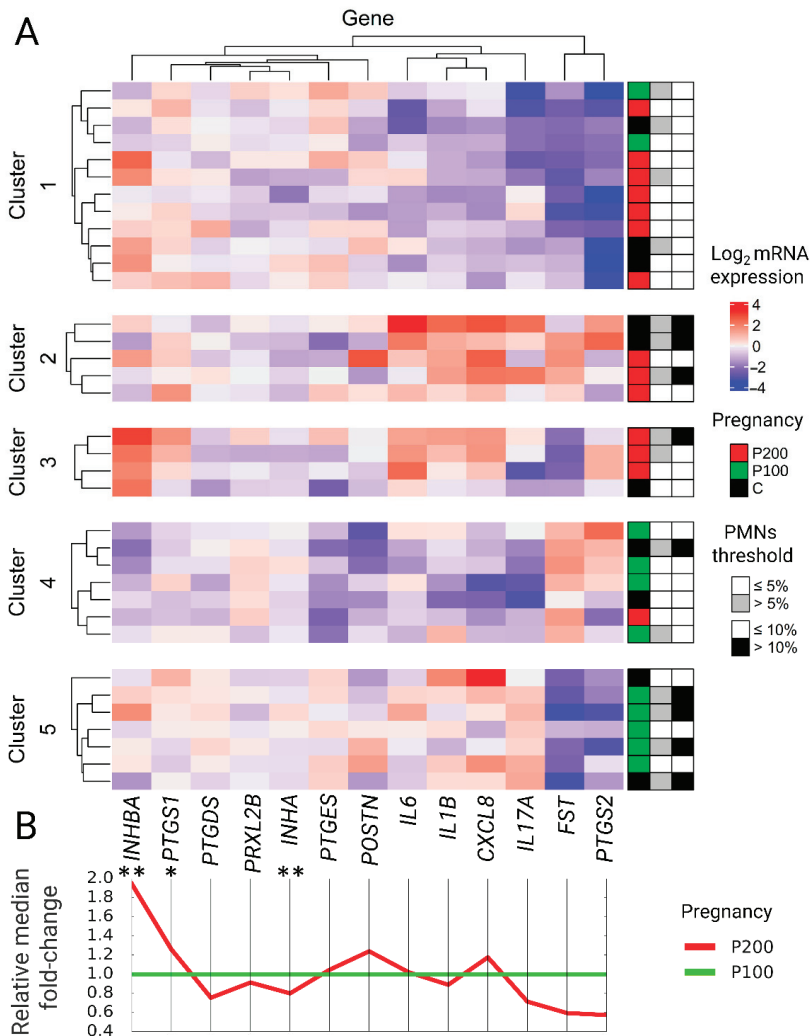 A
Gene
Cluster
1
Cluster
2
Cluster
3
Cluster
4
Cluster
5
Log2 mRNA
expression
4
2
0
−2
−4
Pregnancy
P200
P100
C
PMNs
threshold
≤ 5%
> 5%
≤ 10%
> 10%
INHBA
PTGS1
PTGDS
PRXL2B
INHA
PTGES
POSTN
IL6
IL1B
CXCL8
IL17A
FST
PTGS2
** * **
B
Relative median
fold-change
2.0
1.8
1.6
1.4
1.2
1.0
0.8
0.6
0.4
Pregnancy
P200
P100